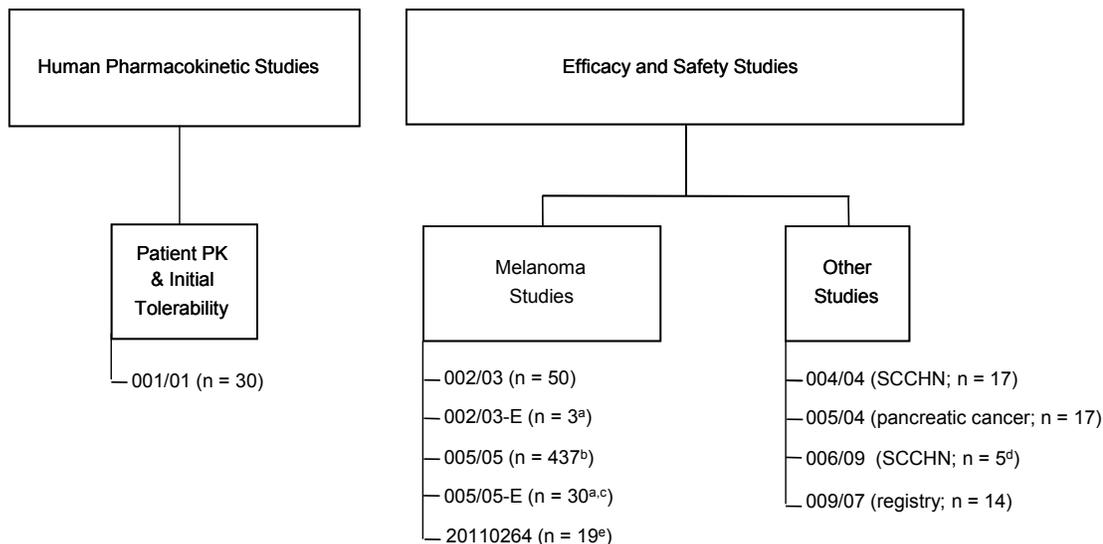 Human Pharmacokinetic Studies
Efficacy and Safety Studies
Patient PK
& Initial
Tolerability
001/01 (n = 30)
Melanoma
Studies
002/03 (n = 50)
002/03-E (n = 3ᵃ)
005/05 (n = 437ᵇ)
005/05-E (n = 30ᵃ,ᶜ)
20110264 (n = 19ᵉ)
Other
Studies
004/04 (SCCHN; n = 17)
005/04 (pancreatic cancer; n = 17)
006/09 (SCCHN; n = 5ᵈ)
009/07 (registry; n = 14)